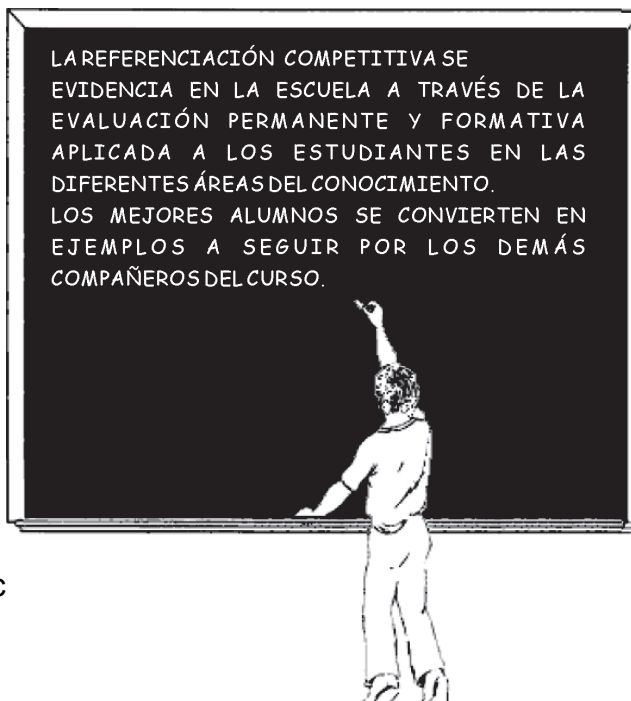 LA REFERENCIACIÓN COMPETITIVA SE
EVIDENCIA EN LA ESCUELA A TRAVÉS DE LA
EVALUACIÓN PERMANENTE Y FORMATIVA
APLICADA A LOS ESTUDIANTES EN LAS
DIFERENTES ÁREAS DEL CONOCIMIENTO.
LOS MEJORES ALUMNOS SE CONVIERTEN EN
EJEMPLOS A SEGUIR POR LOS DEMÁS
COMPAÑEROS DEL CURSO.
c